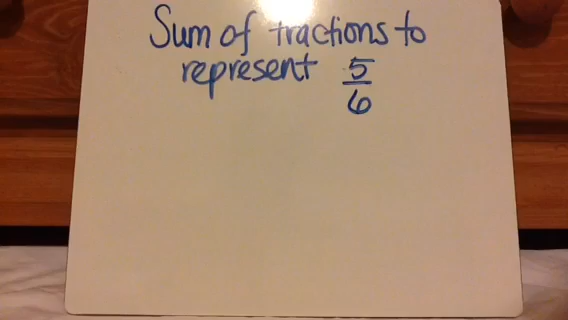 Sum of fractions to
represent 5/6